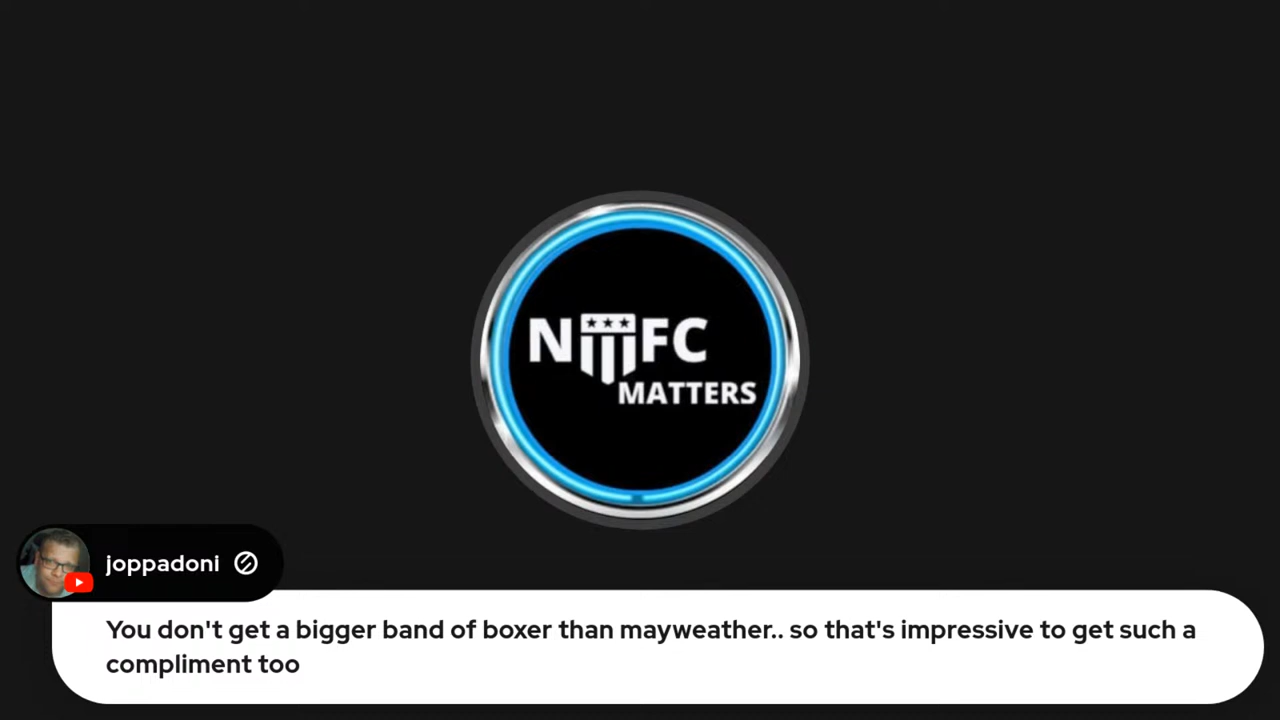 NUFC
MATTERS
joppadoni
You don't get a bigger band of boxer than mayweather.. so that's impressive to get such a
compliment too